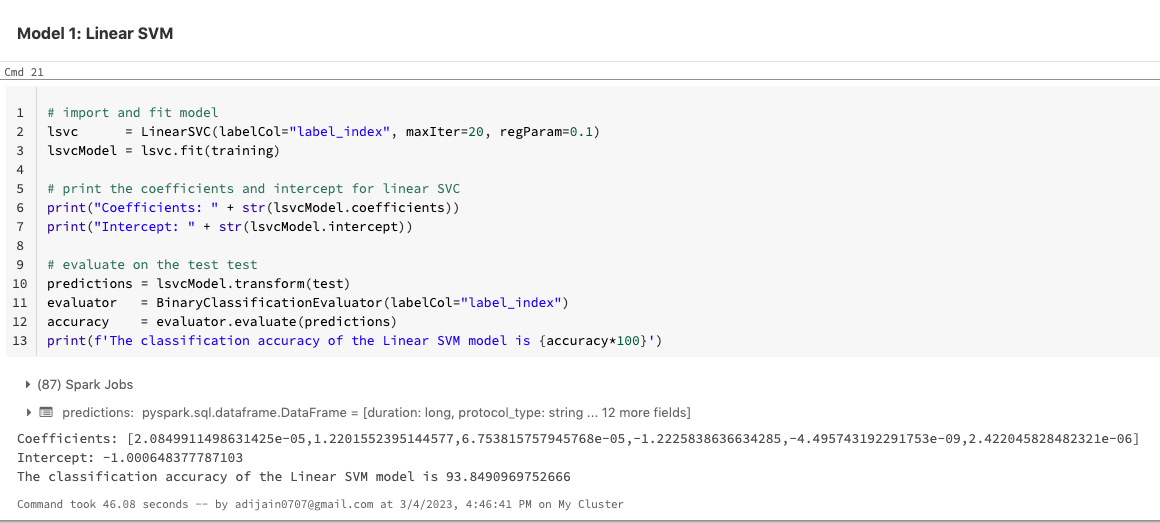 Model 1: Linear SVM
Cmd 21
1 # import and fit model
2 lsvc      = LinearSVC(labelCol="label_index", maxIter=20, regParam=0.1)
3 lsvcModel = lsvc.fit(training)
4
5 # print the coefficients and intercept for linear SVC
6 print("Coefficients: " + str(lsvcModel.coefficients))
7 print("Intercept: " + str(lsvcModel.intercept))
8
9 # evaluate on the test test
10 predictions = lsvcModel.transform(test)
11 evaluator   = BinaryClassificationEvaluator(labelCol="label_index")
12 accuracy    = evaluator.evaluate(predictions)
13 print(f'The classification accuracy of the Linear SVM model is {accuracy*100}')
(87) Spark Jobs
predictions: pyspark.sql.dataframe.DataFrame = [duration: long, protocol_type: string ... 12 more fields]
Coefficients: [2.0849911498631425e-05,1.2201552395144577,6.753815757945768e-05,-1.2225838636634285,-4.495743192291753e-09,2.422045828482321e-06]
Intercept: -1.000648377787103
The classification accuracy of the Linear SVM model is 93.8490969752666
Command took 46.08 seconds -- by adijain0707@gmail.com at 3/4/2023, 4:46:41 PM on My Cluster